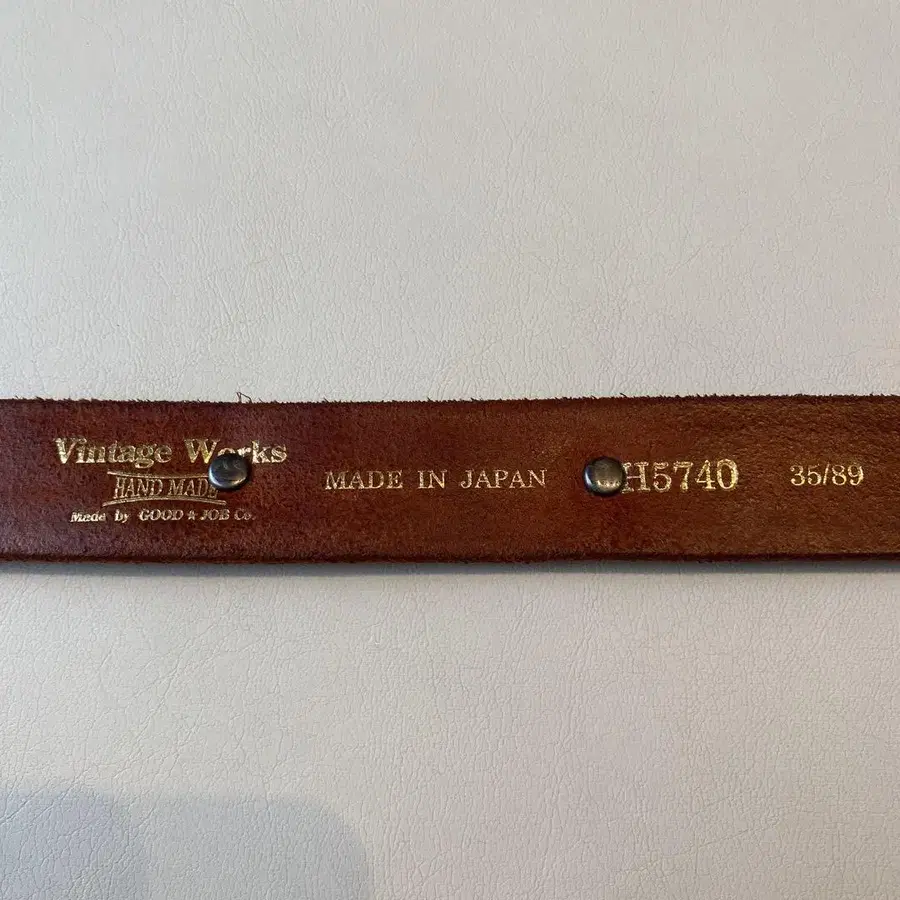 Vintage Works
HAND MADE
Made by GOOD ★ JOB Co.
MADE IN JAPAN
H5740
35/89